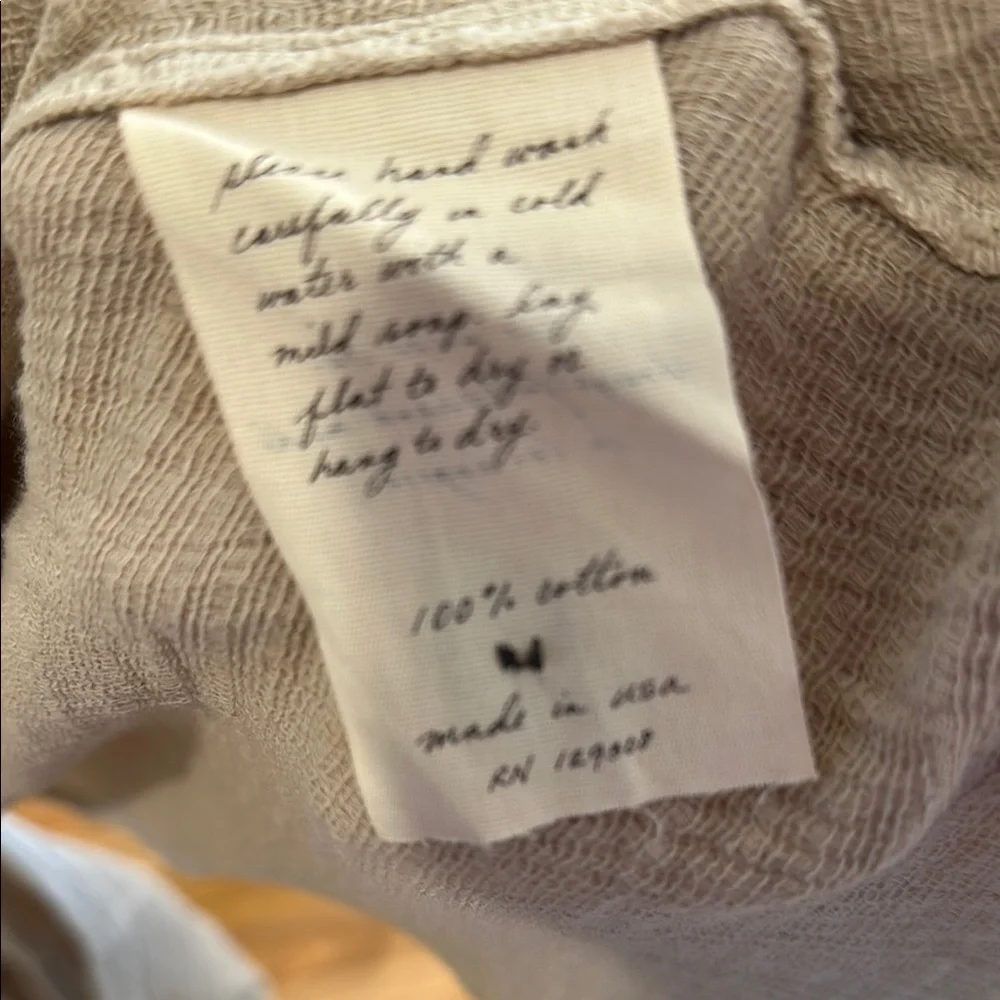 please hand wash
carefully in cold
water with a
mild soap. lay
flat to dry or
hang to dry.
100% cotton
M
made in usa
RN